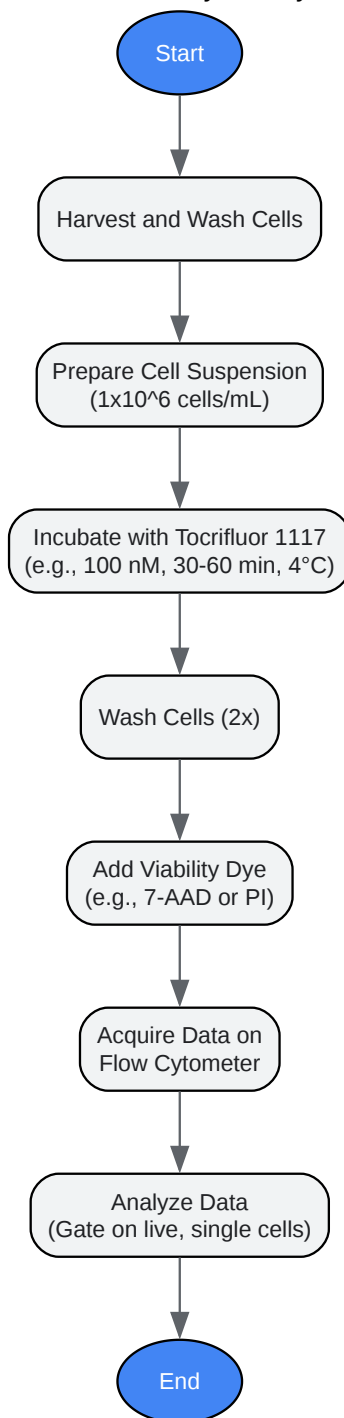 Start
Harvest and Wash Cells
Prepare Cell Suspension
(1x10^6 cells/mL)
Incubate with Tocrifluor 1117
(e.g., 100 nM, 30-60 min, 4°C)
Wash Cells (2x)
Add Viability Dye
(e.g., 7-AAD or PI)
Acquire Data on
Flow Cytometer
Analyze Data
(Gate on live, single cells)
End